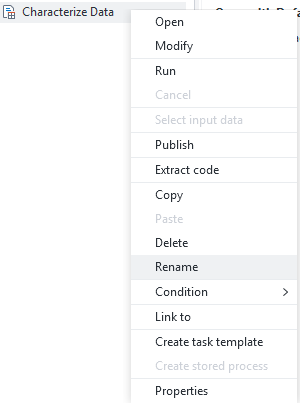 Characterize Data
Open
Modify
Run
Cancel
Select input data
Publish
Extract code
Copy
Paste
Delete
Rename
Condition
Link to
Create task template
Create stored process
Properties